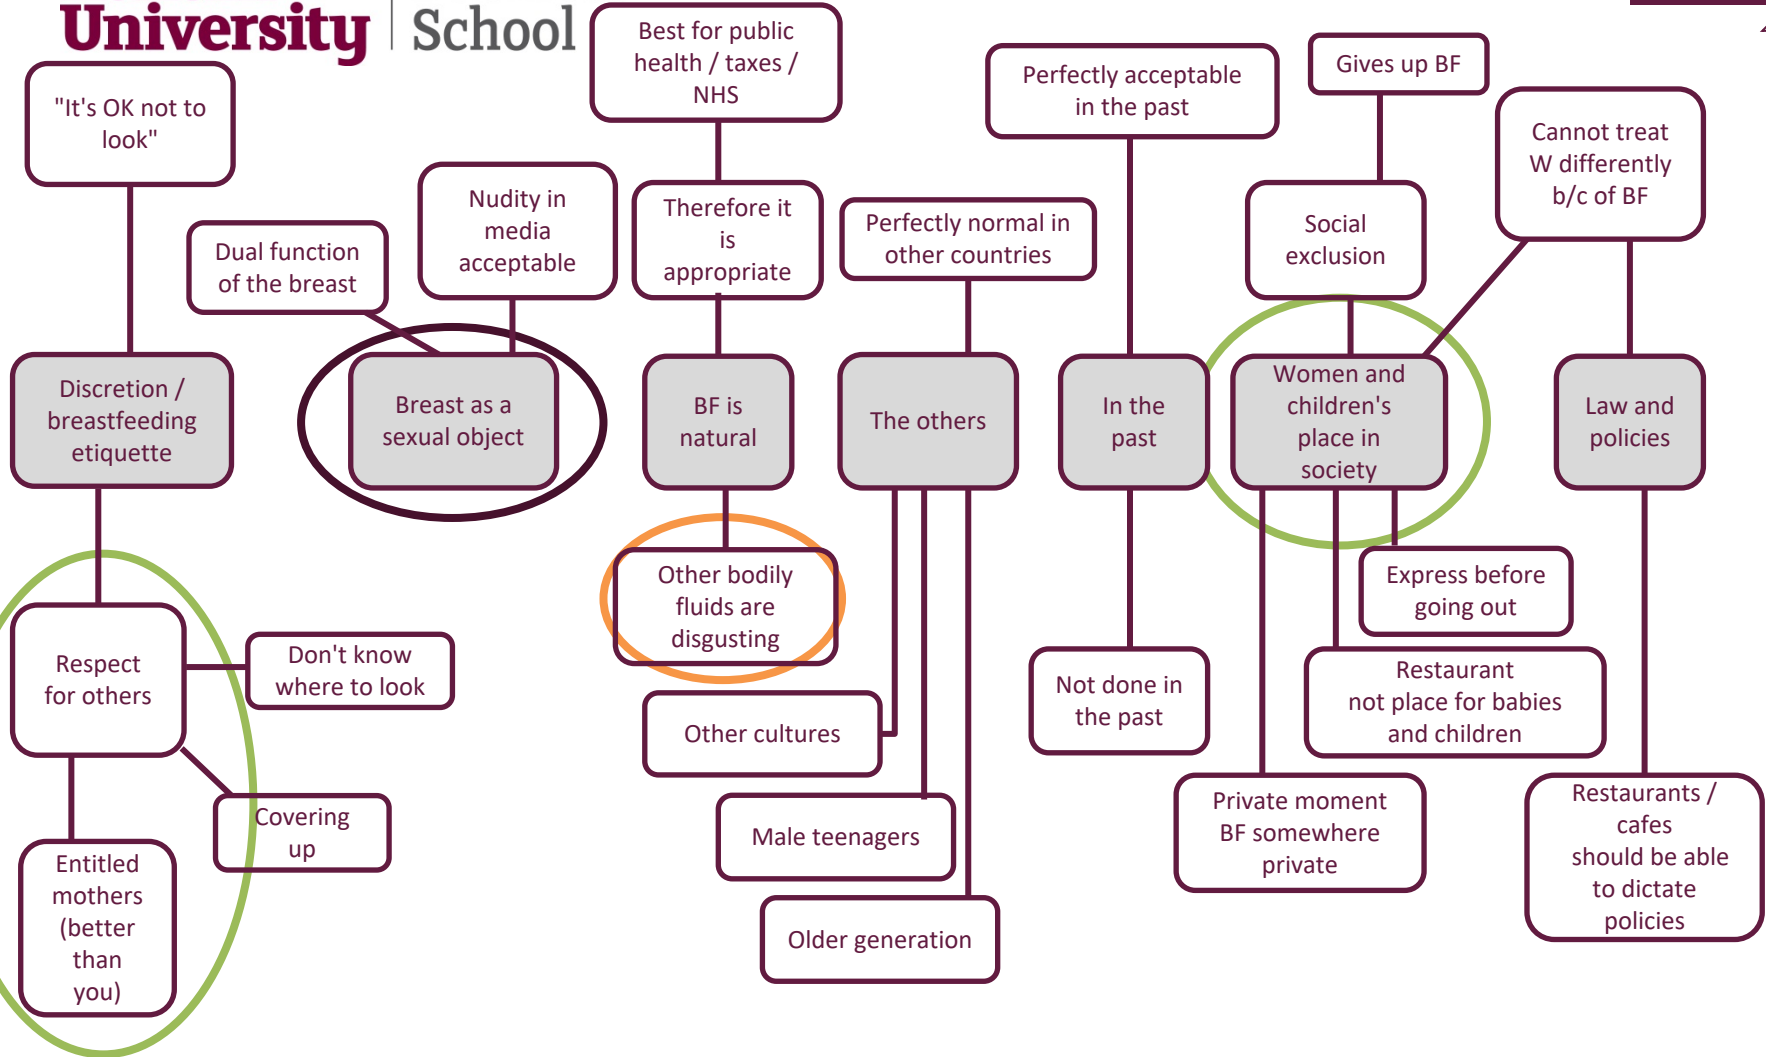 University | School
"It's OK not to
look"
Best for public
health / taxes /
NHS
Perfectly acceptable
in the past
Gives up BF
Cannot treat
W differently
b/c of BF
Dual function
of the breast
Nudity in
media
acceptable
Therefore it
is
appropriate
Perfectly normal in
other countries
Social
exclusion
Discretion /
breastfeeding
etiquette
Breast as a
sexual object
BF is
natural
The others
In the
past
Women and
children's
place in
society
Law and
policies
Other bodily
fluids are
disgusting
Express before
going out
Respect
for others
Don't know
where to look
Other cultures
Not done in
the past
Restaurant
not place for babies
and children
Covering
up
Male teenagers
Private moment
BF somewhere
private
Restaurants /
cafes
should be able
to dictate
policies
Entitled
mothers
(better
than
you)
Older generation